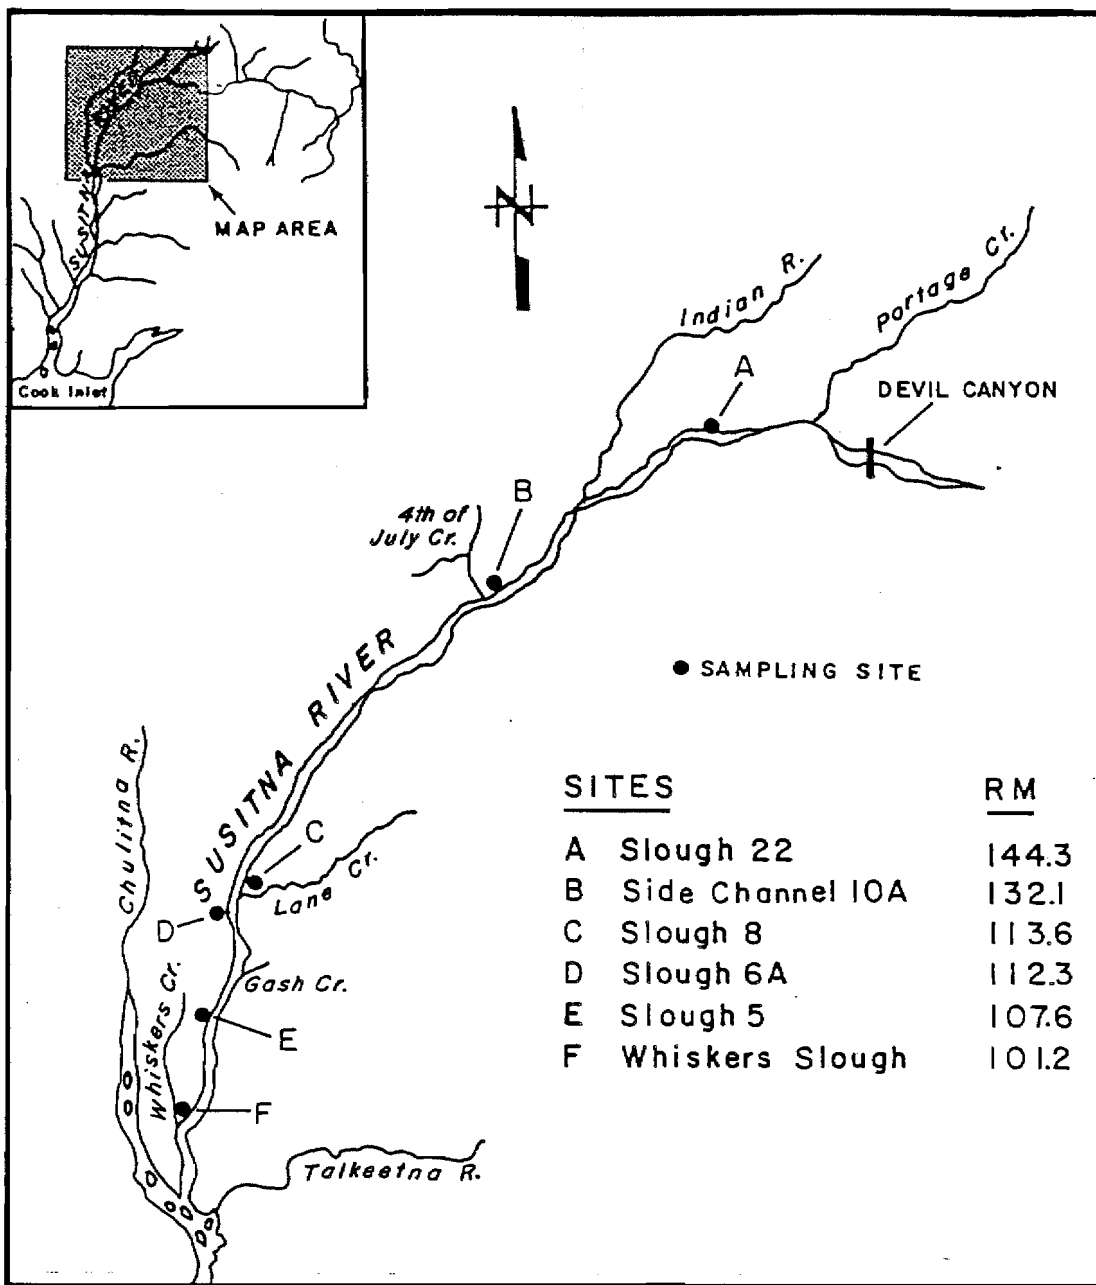 SUSITNA RIVER
MAP AREA
Cook Inlet
N
Indian R.
Portage Cr.
A
DEVIL CANYON
B
4th of
July Cr.
SUSITNA RIVER
SAMPLING SITE
Chulitna R.
C
Lane Cr.
D
Gash Cr.
Whiskers Cr.
E
F
Talkeetna R.
SITES RM
A Slough 22 144.3
B Side Channel 10A 132.1
C Slough 8 113.6
D Slough 6A 112.3
E Slough 5 107.6
F Whiskers Slough 101.2